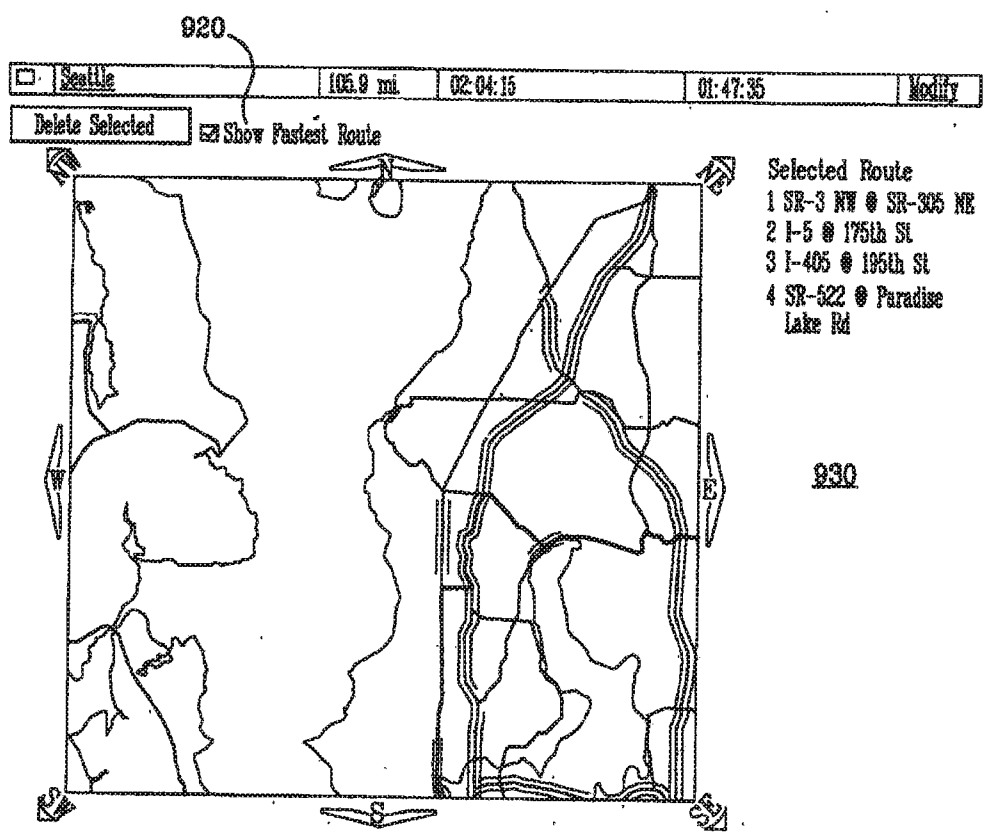 920
Seattle 105.9 mi 02:04:15 01:47:35 Modify
Delete Selected Show Fastest Route
NW N NE
Selected Route
1 SR-3 NW @ SR-305 NE
2 I-5 @ 175th St
3 I-405 @ 195th St
4 SR-522 @ Paradise
Lake Rd
W E
930
SW S SE